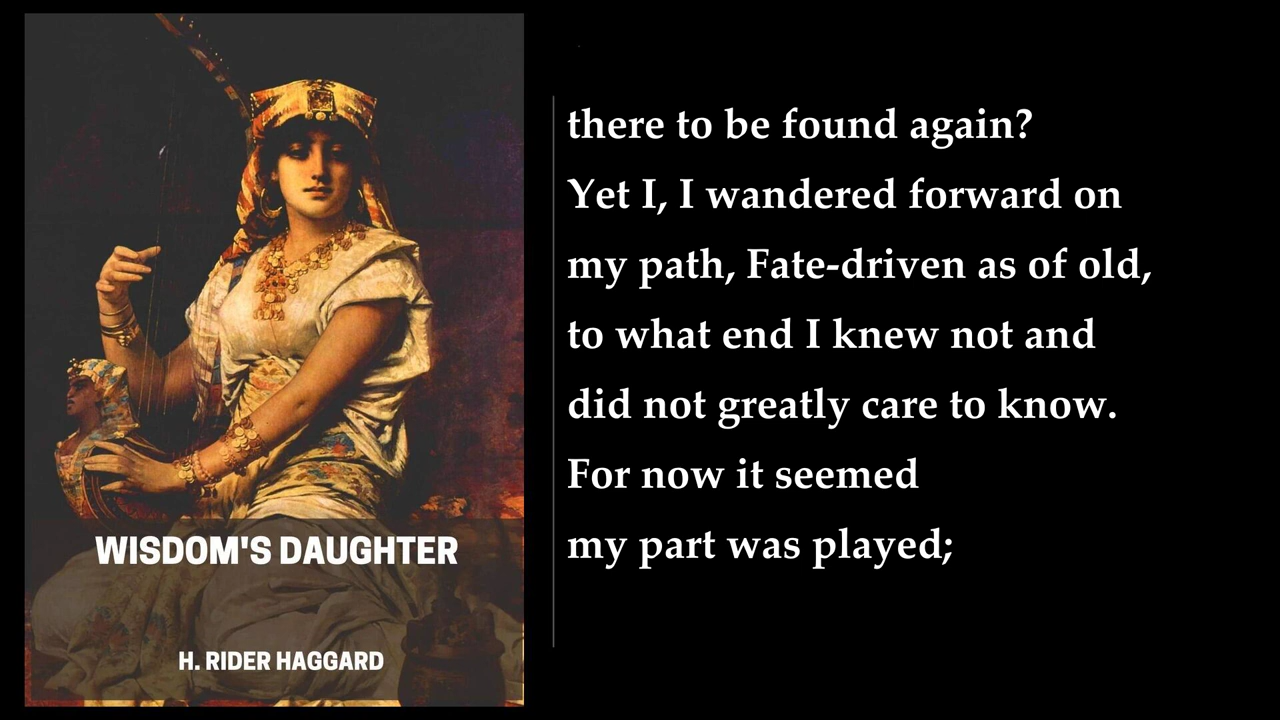 WISDOM'S DAUGHTER
H. RIDER HAGGARD
there to be found again?
Yet I, I wandered forward on
my path, Fate-driven as of old,
to what end I knew not and
did not greatly care to know.
For now it seemed
my part was played;